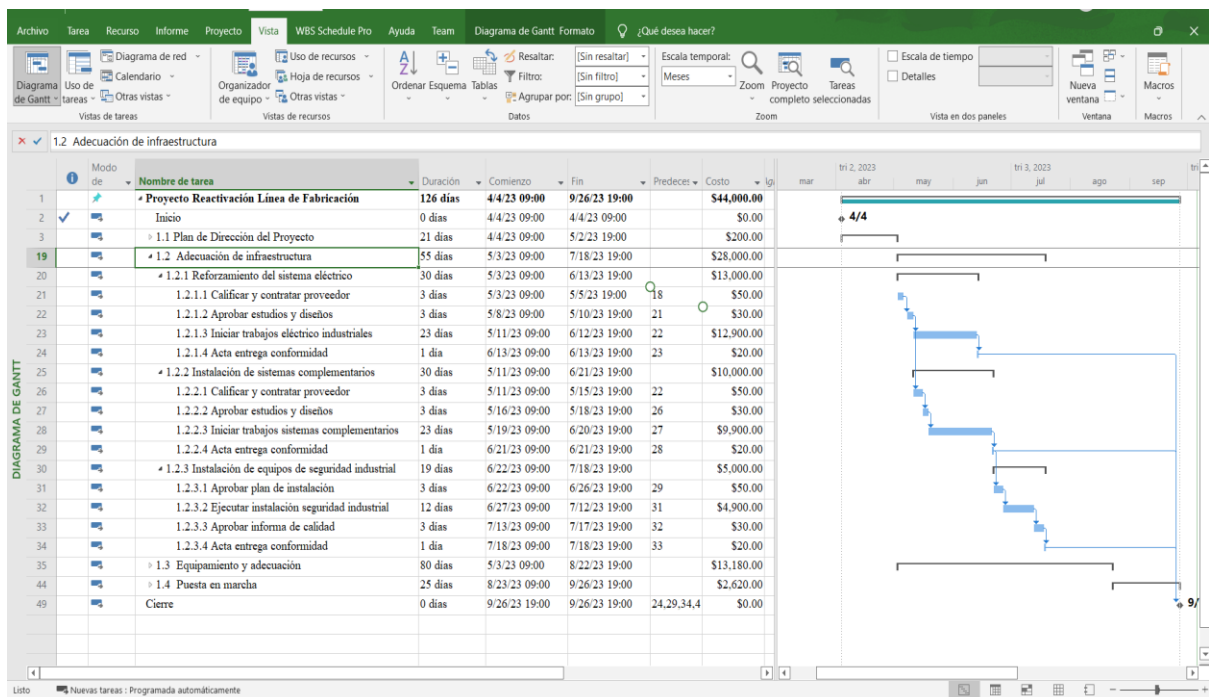 Archivo Tarea Recurso Informe Proyecto Vista WBS Schedule Pro Ayuda Team Diagrama de Gantt Formato ¿Qué desea hacer?
Diagrama de Gantt
Uso de tareas
Diagrama de red
Calendario
Otras vistas
Vistas de tareas
Organizador de equipo
Uso de recursos
Hoja de recursos
Otras vistas
Vistas de recursos
Ordenar Esquema Tablas
Resaltar: [Sin resaltar]
Filtro: [Sin filtro]
Agrupar por: [Sin grupo]
Datos
Escala temporal:
Meses
Zoom
Proyecto completo
Tareas seleccionadas
Zoom
Escala de tiempo
Detalles
Vista en dos paneles
Nueva ventana
Ventana
Macros
Macros
1.2 Adecuación de infraestructura
Modo de Nombre de tarea Duración Comienzo Fin Predeces Costo
tri 2, 2023 tri 3, 2023 tri
mar abr may jun jul ago sep
1 Proyecto Reactivación Línea de Fabricación 126 días 4/4/23 09:00 9/26/23 19:00 $44,000.00
2 Inicio 0 días 4/4/23 09:00 4/4/23 09:00 $0.00 4/4
3 1.1 Plan de Dirección del Proyecto 21 días 4/4/23 09:00 5/2/23 19:00 $200.00
19 1.2 Adecuación de infraestructura 55 días 5/3/23 09:00 7/18/23 19:00 $28,000.00
20 1.2.1 Reforzamiento del sistema eléctrico 30 días 5/3/23 09:00 6/13/23 19:00 $13,000.00
21 1.2.1.1 Calificar y contratar proveedor 3 días 5/3/23 09:00 5/5/23 19:00 18 $50.00
22 1.2.1.2 Aprobar estudios y diseños 3 días 5/8/23 09:00 5/10/23 19:00 21 $30.00
23 1.2.1.3 Iniciar trabajos eléctrico industriales 23 días 5/11/23 09:00 6/12/23 19:00 22 $12,900.00
24 1.2.1.4 Acta entrega conformidad 1 día 6/13/23 09:00 6/13/23 19:00 23 $20.00
25 1.2.2 Instalación de sistemas complementarios 30 días 5/11/23 09:00 6/21/23 19:00 $10,000.00
26 1.2.2.1 Calificar y contratar proveedor 3 días 5/11/23 09:00 5/15/23 19:00 22 $50.00
27 1.2.2.2 Aprobar estudios y diseños 3 días 5/16/23 09:00 5/18/23 19:00 26 $30.00
28 1.2.2.3 Iniciar trabajos sistemas complementarios 23 días 5/19/23 09:00 6/20/23 19:00 27 $9,900.00
29 1.2.2.4 Acta entrega conformidad 1 día 6/21/23 09:00 6/21/23 19:00 28 $20.00
30 1.2.3 Instalación de equipos de seguridad industrial 19 días 6/22/23 09:00 7/18/23 19:00 $5,000.00
31 1.2.3.1 Aprobar plan de instalación 3 días 6/22/23 09:00 6/26/23 19:00 29 $50.00
32 1.2.3.2 Ejecutar instalación seguridad industrial 12 días 6/27/23 09:00 7/12/23 19:00 31 $4,900.00
33 1.2.3.3 Aprobar informa de calidad 3 días 7/13/23 09:00 7/17/23 19:00 32 $30.00
34 1.2.3.4 Acta entrega conformidad 1 día 7/18/23 09:00 7/18/23 19:00 33 $20.00
35 1.3 Equipamiento y adecuación 80 días 5/3/23 09:00 8/22/23 19:00 $13,180.00
44 1.4 Puesta en marcha 25 días 8/23/23 09:00 9/26/23 19:00 $2,620.00
49 Cierre 0 días 9/26/23 19:00 9/26/23 19:00 24,29,34,4 $0.00 9/
DIAGRAMA DE GANTT
Listo Nuevas tareas : Programada automáticamente